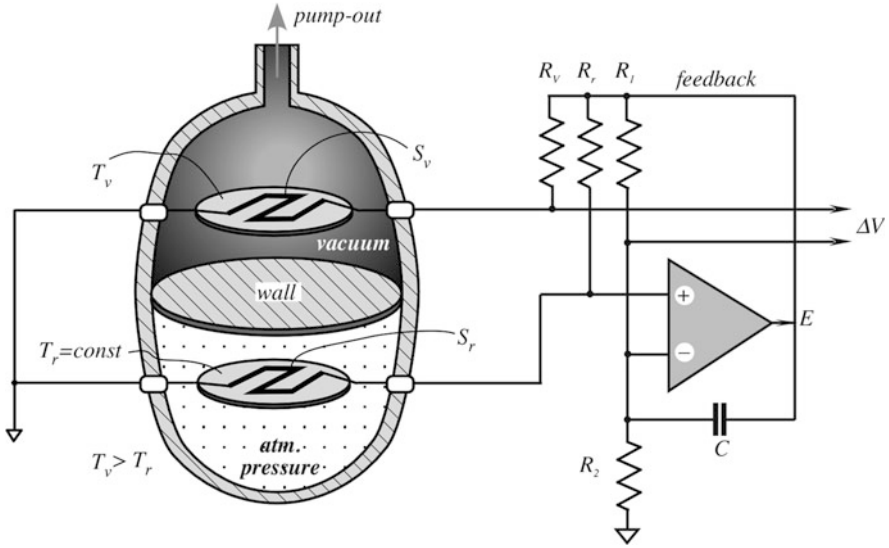 pump-out
R_v R_r R_1 feedback
T_v S_v
vacuum
ΔV
wall
+
E
T_r=const S_r
−
C
atm.
pressure
T_v > T_r
R_2